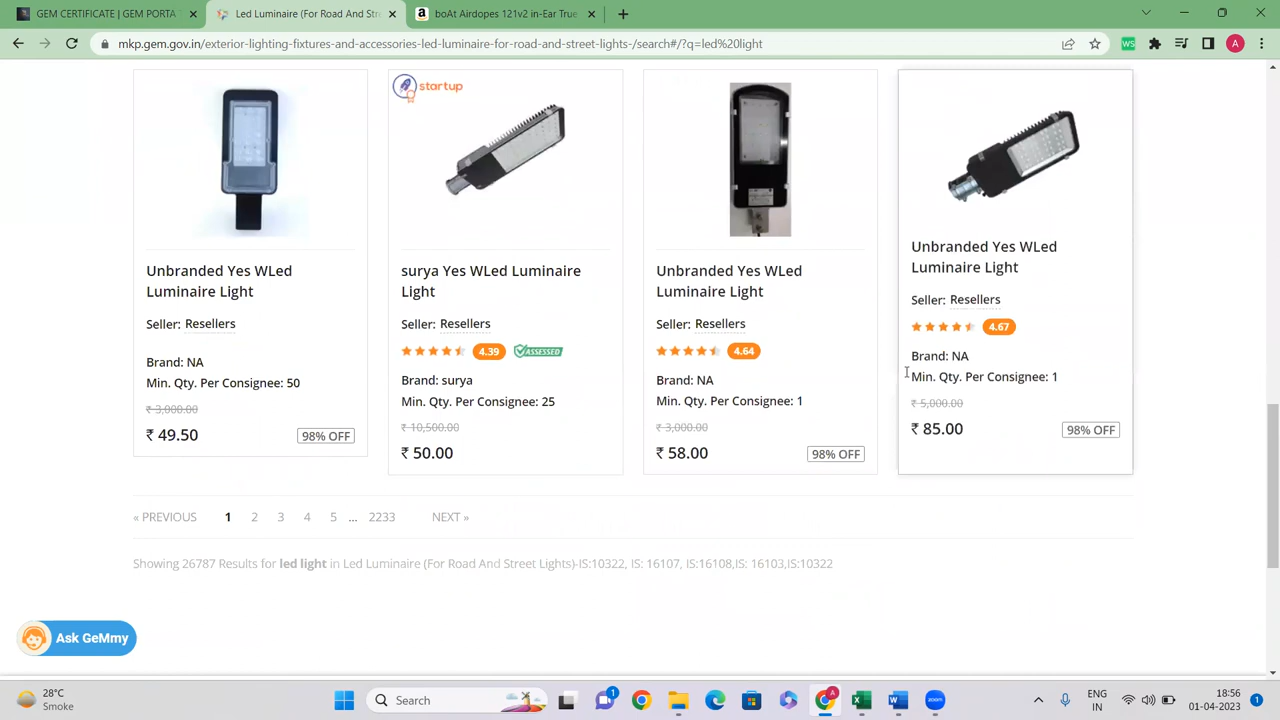 GEM CERTIFICATE | GEM PORTA
Led Luminaire (For Road And Str
boAt Airdopes 121v2 in-Ear True
mkp.gem.gov.in/exterior-lighting-fixtures-and-accessories-led-luminaire-for-road-and-street-lights-/search#/?q=led%20light
WS
A
startup
Unbranded Yes WLed
Luminaire Light
Seller: Resellers
Brand: NA
Min. Qty. Per Consignee: 50
₹ 3,000.00
₹ 49.50
98% OFF
surya Yes WLed Luminaire
Light
Seller: Resellers
4.39
ASSESSED
Brand: surya
Min. Qty. Per Consignee: 25
₹ 10,500.00
₹ 50.00
Unbranded Yes WLed
Luminaire Light
Seller: Resellers
4.64
Brand: NA
Min. Qty. Per Consignee: 1
₹ 3,000.00
₹ 58.00
98% OFF
Unbranded Yes WLed
Luminaire Light
Seller: Resellers
4.67
Brand: NA
Min. Qty. Per Consignee: 1
₹ 5,000.00
₹ 85.00
98% OFF
« PREVIOUS 1 2 3 4 5 ... 2233 NEXT »
Showing 26787 Results for led light in Led Luminaire (For Road And Street Lights)-IS:10322, IS: 16107, IS:16108,IS: 16103,IS:10322
Ask GeMmy
28°C
Smoke
Search
1
ENG
IN
18:56
01-04-2023
1